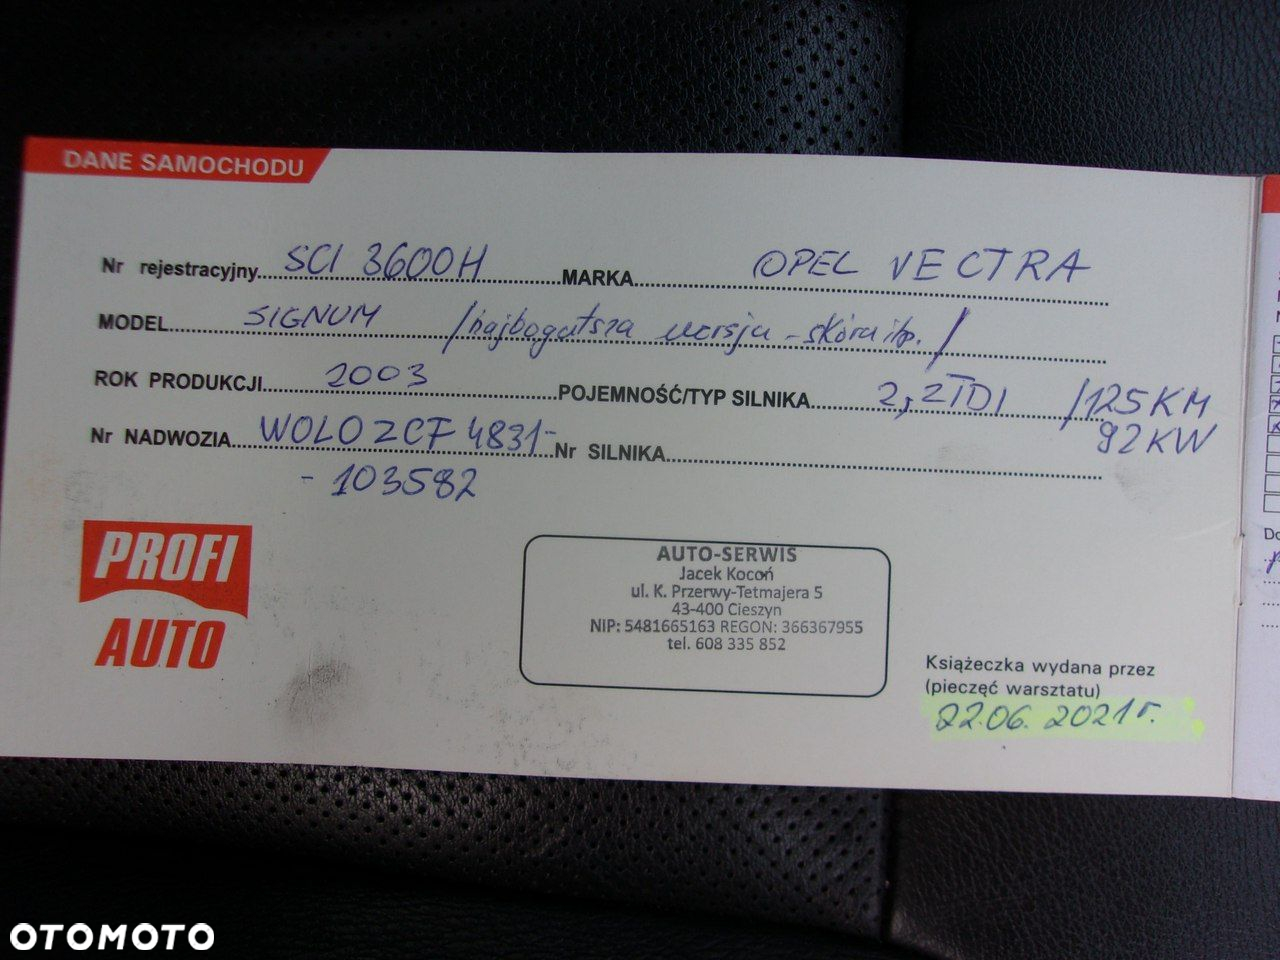 DANE SAMOCHODU
Nr rejestracyjny SCI 3600H MARKA OPEL VECTRA
MODEL SIGNUM /najbogatsza wersja - skóra itp./
ROK PRODUKCJI 2003 POJEMNOŚĆ/TYP SILNIKA 2,2TDI /125KM
92KW
Nr NADWOZIA WOLOZCF4831- Nr SILNIKA
- 103582
PROFI
AUTO
AUTO-SERWIS
Jacek Kocoń
ul. K. Przerwy-Tetmajera 5
43-400 Cieszyn
NIP: 5481665163 REGON: 366367955
tel. 608 335 852
Książeczka wydana przez
(pieczęć warsztatu)
22.06. 2021r.
OTOMOTO